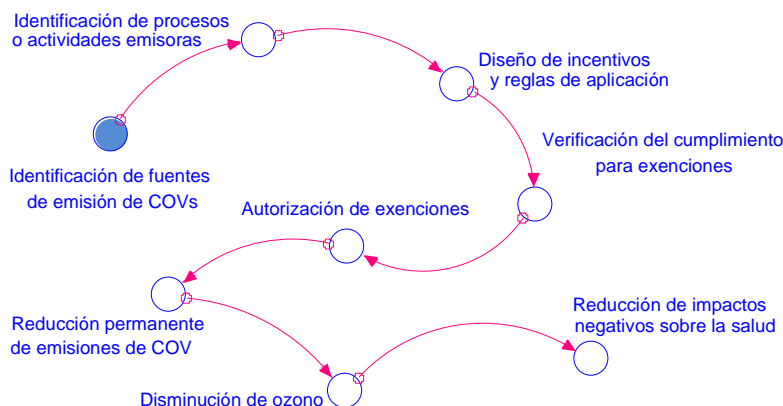 Identificación de procesos
o actividades emisoras
Diseño de incentivos
y reglas de aplicación
Verificación del cumplimiento
para exenciones
Identificación de fuentes
de emisión de COVs
Autorización de exenciones
Reducción permanente
de emisiones de COV
Reducción de impactos
negativos sobre la salud
Disminución de ozono